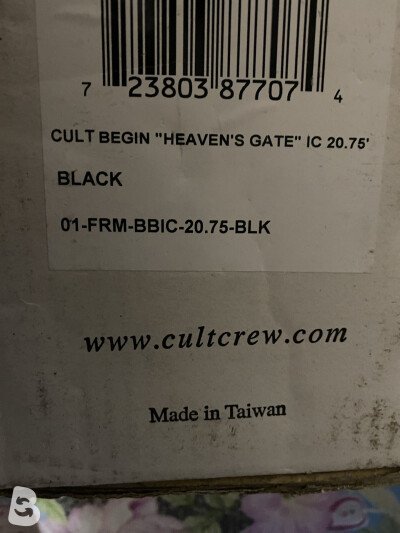 7 23803 87707 4
CULT BEGIN "HEAVEN'S GATE" IC 20.75'
BLACK
01-FRM-BBIC-20.75-BLK
www.cultcrew.com
Made in Taiwan
B